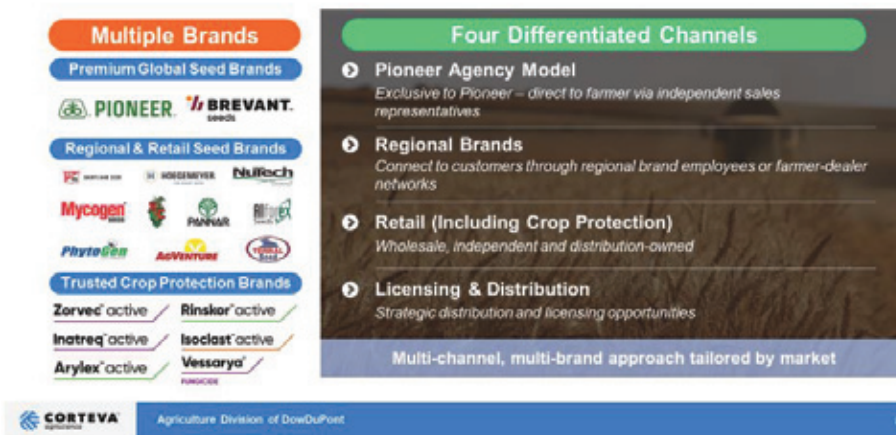 Multiple Brands
Premium Global Seed Brands
PIONEER.
BREVANT.
seeds
Regional & Retail Seed Brands
HOEGEMEYER
NuTech
Mycogen
PANNAR
PhytoGen
AgVenture
Trusted Crop Protection Brands
Zorvec active
Rinskor active
Inatreq active
Isoclast active
Arylex active
Vessarya
FUNGICIDE
Four Differentiated Channels
Pioneer Agency Model
Exclusive to Pioneer – direct to farmer via independent sales
representatives
Regional Brands
Connect to customers through regional brand employees or farmer-dealer
networks
Retail (Including Crop Protection)
Wholesale, independent and distribution-owned
Licensing & Distribution
Strategic distribution and licensing opportunities
Multi-channel, multi-brand approach tailored by market
CORTEVA
agriscience
Agriculture Division of DowDuPont